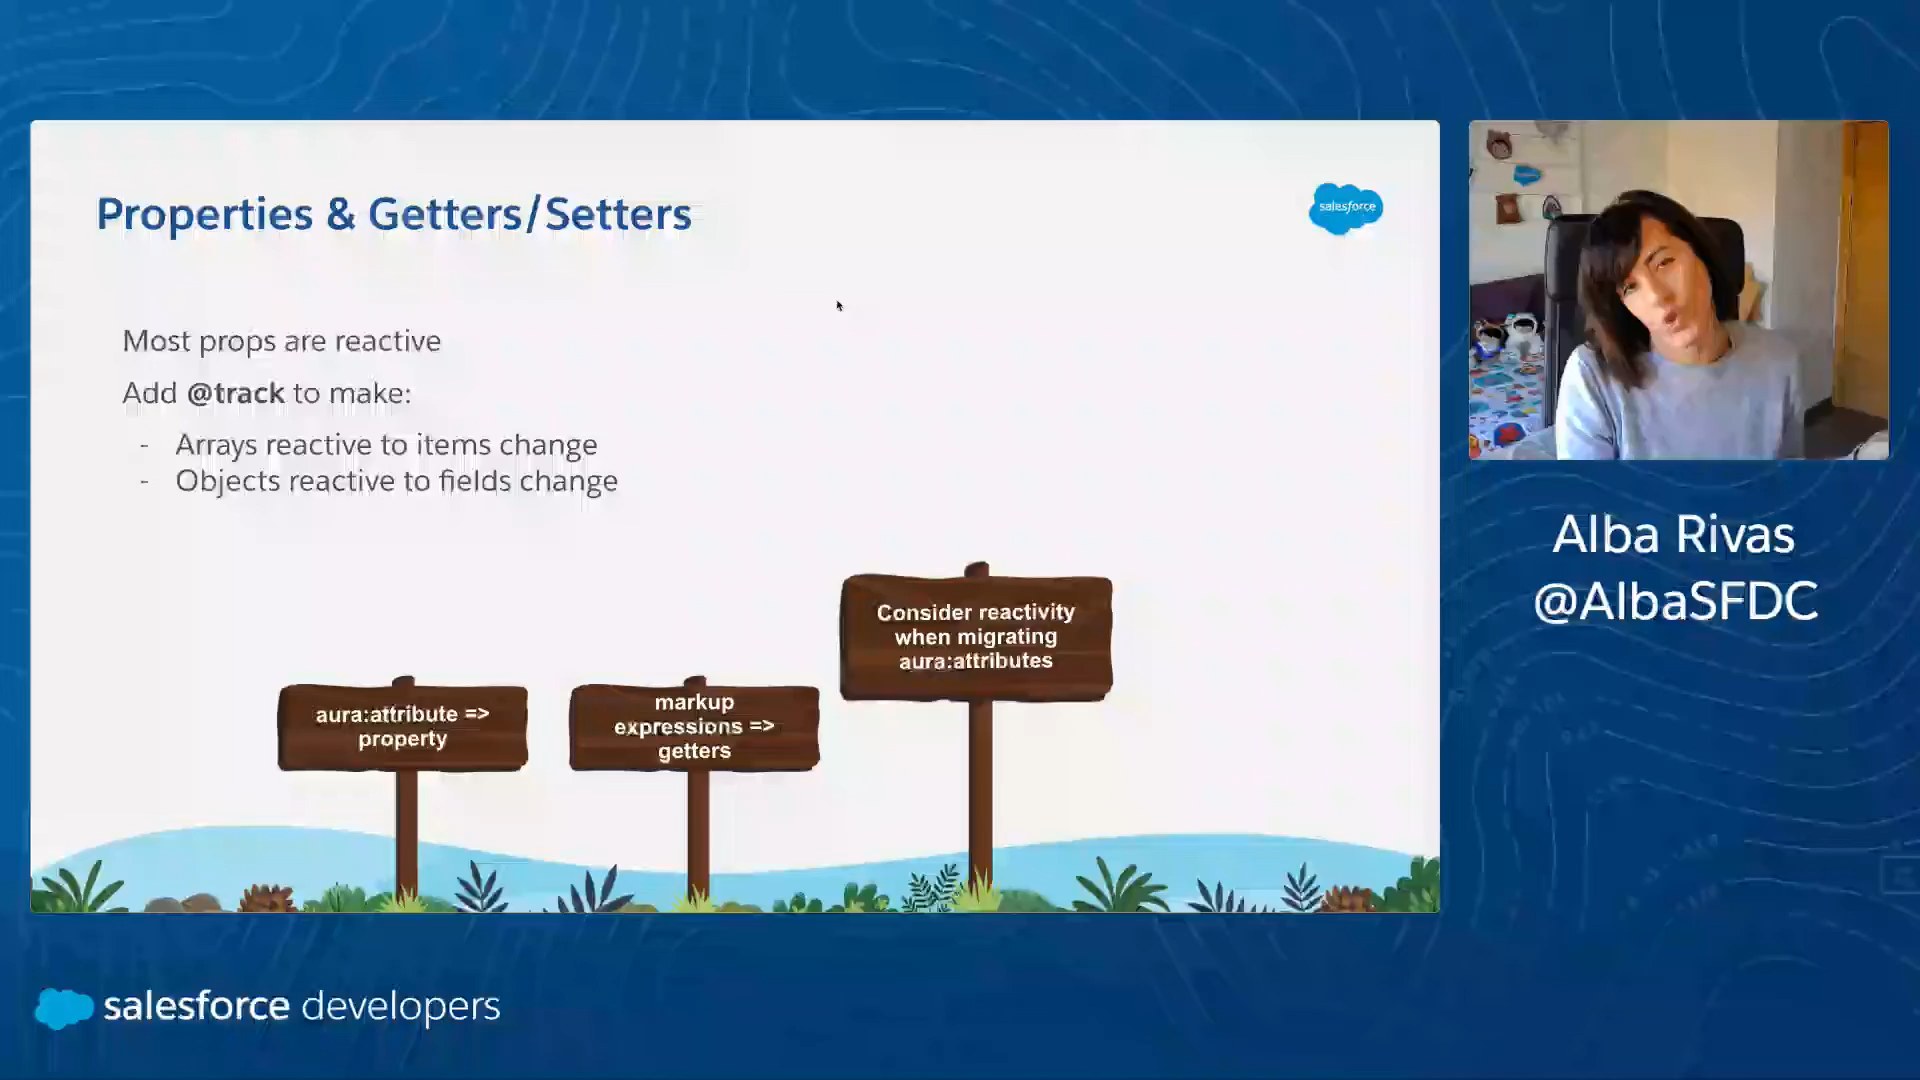 Properties & Getters/Setters
salesforce
Most props are reactive
Add @track to make:
- Arrays reactive to items change
- Objects reactive to fields change
Consider reactivity
when migrating
aura:attributes
aura:attribute =>
property
markup
expressions =>
getters
Alba Rivas
@AlbaSFDC
salesforce developers